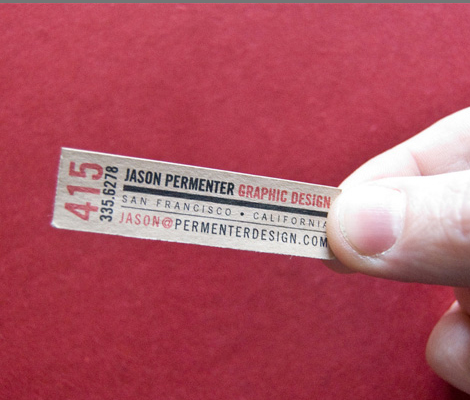 415
335.6278
JASON PERMENTER GRAPHIC DESIGN
SAN FRANCISCO • CALIFORNIA
JASON@PERMENTERDESIGN.COM